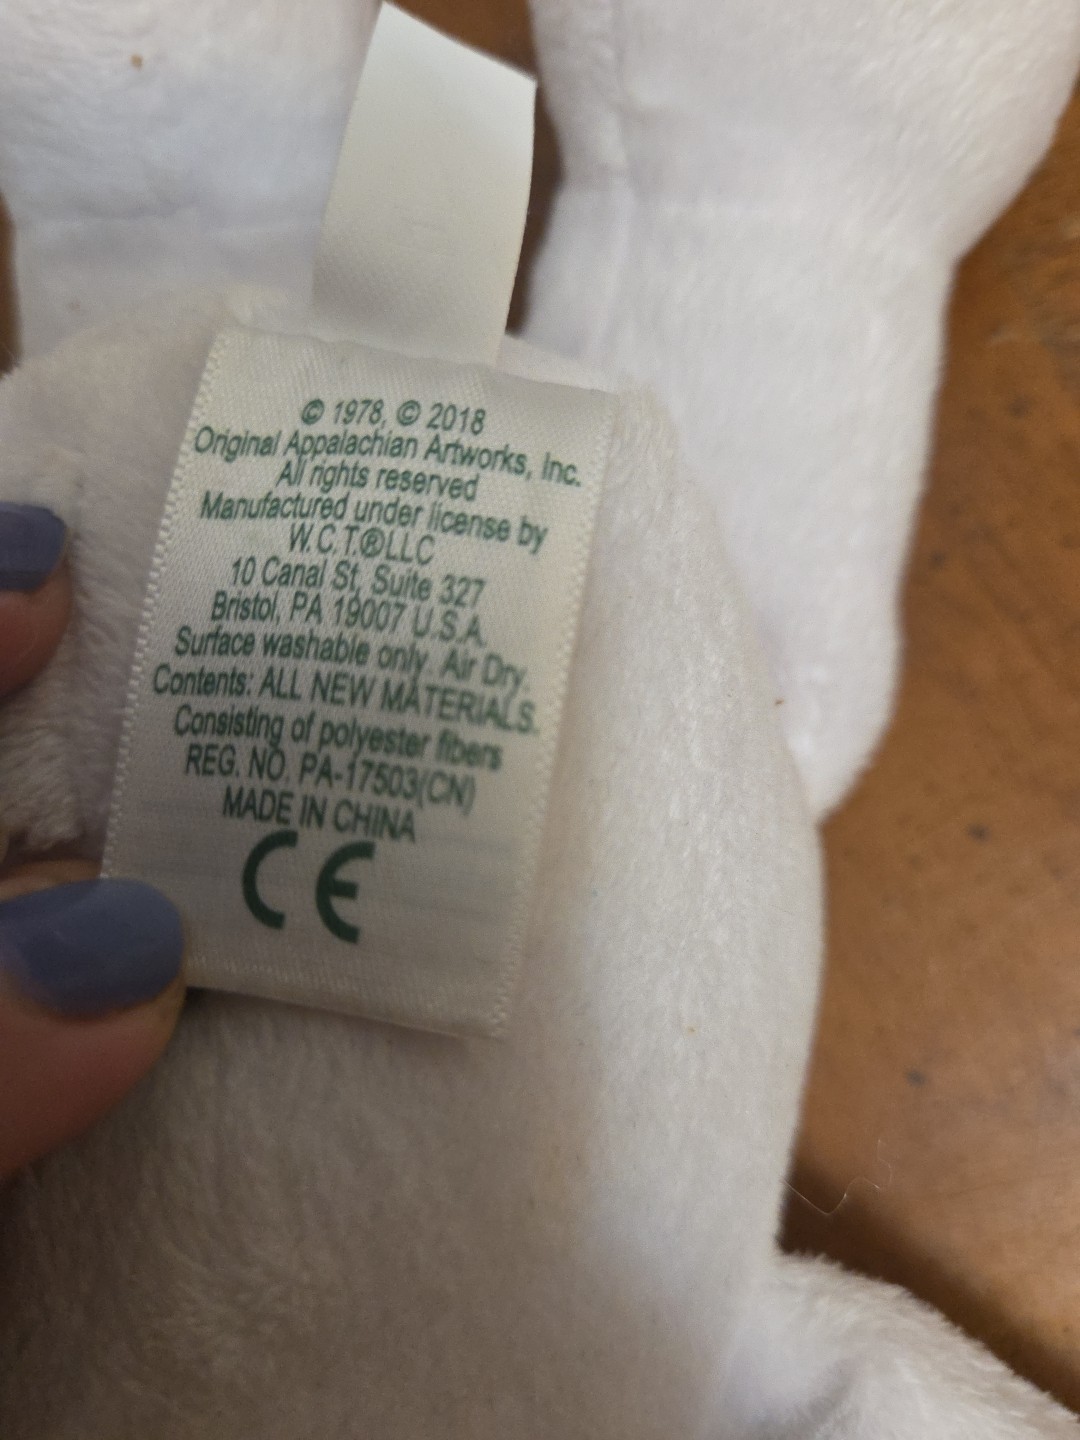 © 1978, © 2018
Original Appalachian Artworks, Inc.
All rights reserved
Manufactured under license by
W.C.T.®LLC
10 Canal St, Suite 327
Bristol, PA 19007 U.S.A.
Surface washable only. Air Dry.
Contents: ALL NEW MATERIALS.
Consisting of polyester fibers
REG. NO. PA-17503(CN)
MADE IN CHINA
CE